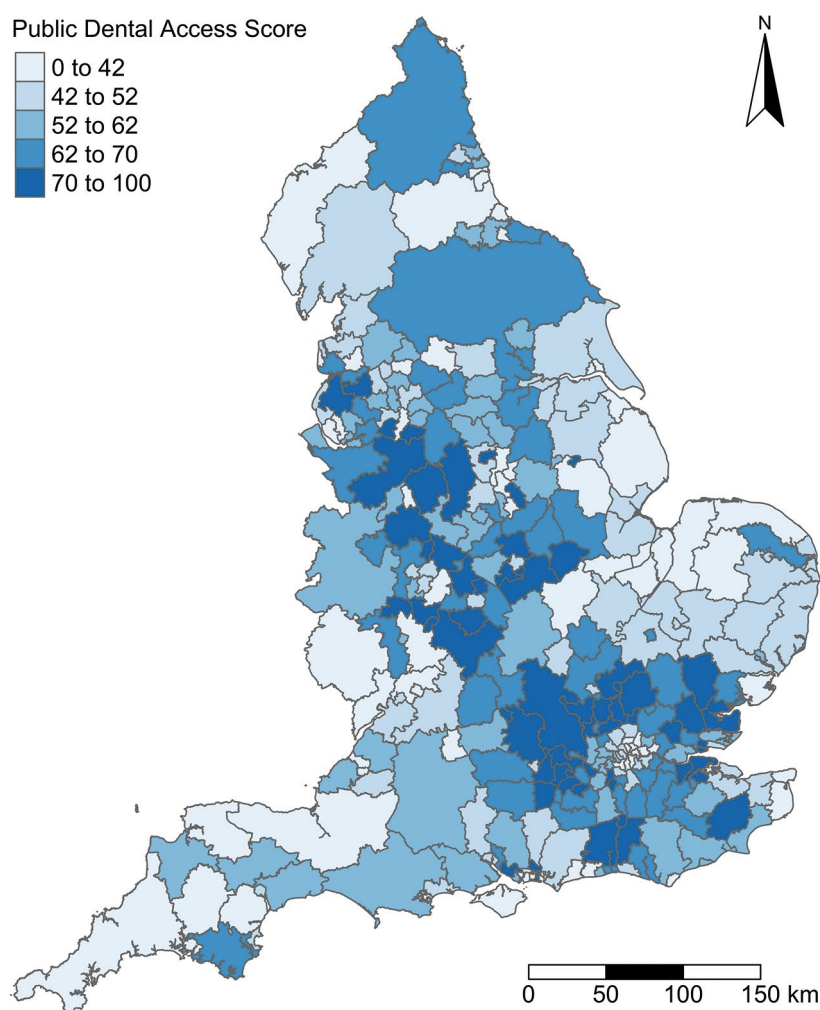 Public Dental Access Score
0 to 42
42 to 52
52 to 62
62 to 70
70 to 100
N
0 50 100 150 km